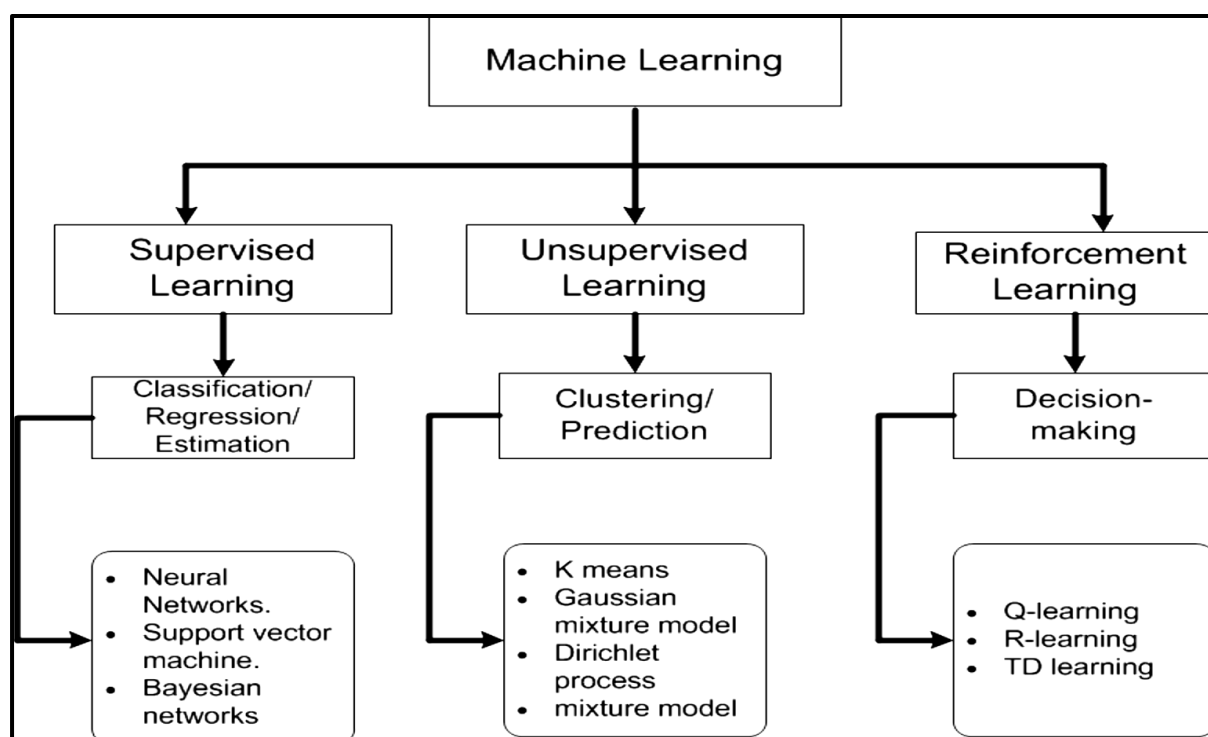 Machine Learning
Supervised
Learning
Unsupervised
Learning
Reinforcement
Learning
Classification/
Regression/
Estimation
Clustering/
Prediction
Decision-
making
• Neural
Networks.
• Support vector
machine.
• Bayesian
networks
• K means
• Gaussian
mixture model
• Dirichlet
process
• mixture model
• Q-learning
• R-learning
• TD learning